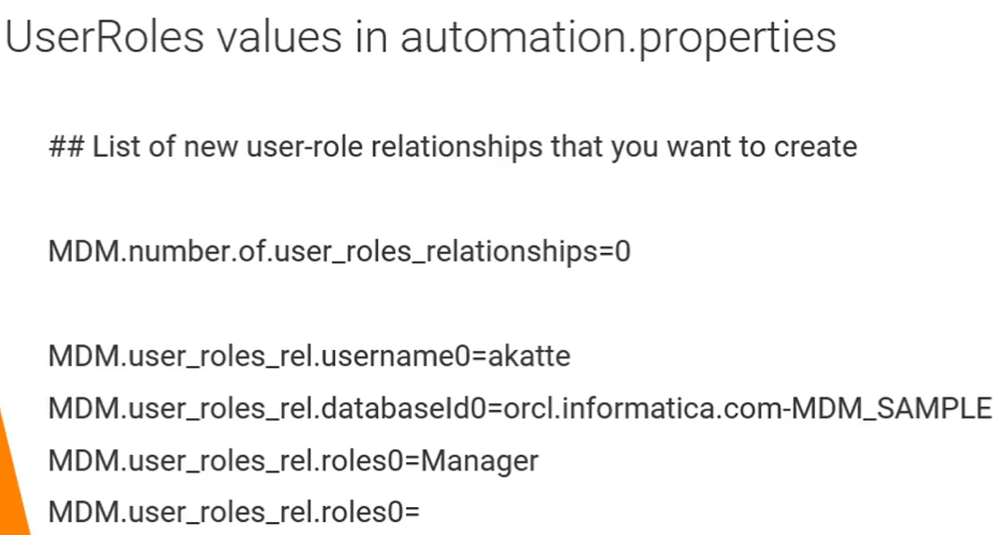 UserRoles values in automation.properties
## List of new user-role relationships that you want to create
MDM.number.of.user_roles_relationships=0
MDM.user_roles_rel.username0=akatte
MDM.user_roles_rel.databaseId0=orcl.informatica.com-MDM_SAMPLE
MDM.user_roles_rel.roles0=Manager
MDM.user_roles_rel.roles0=